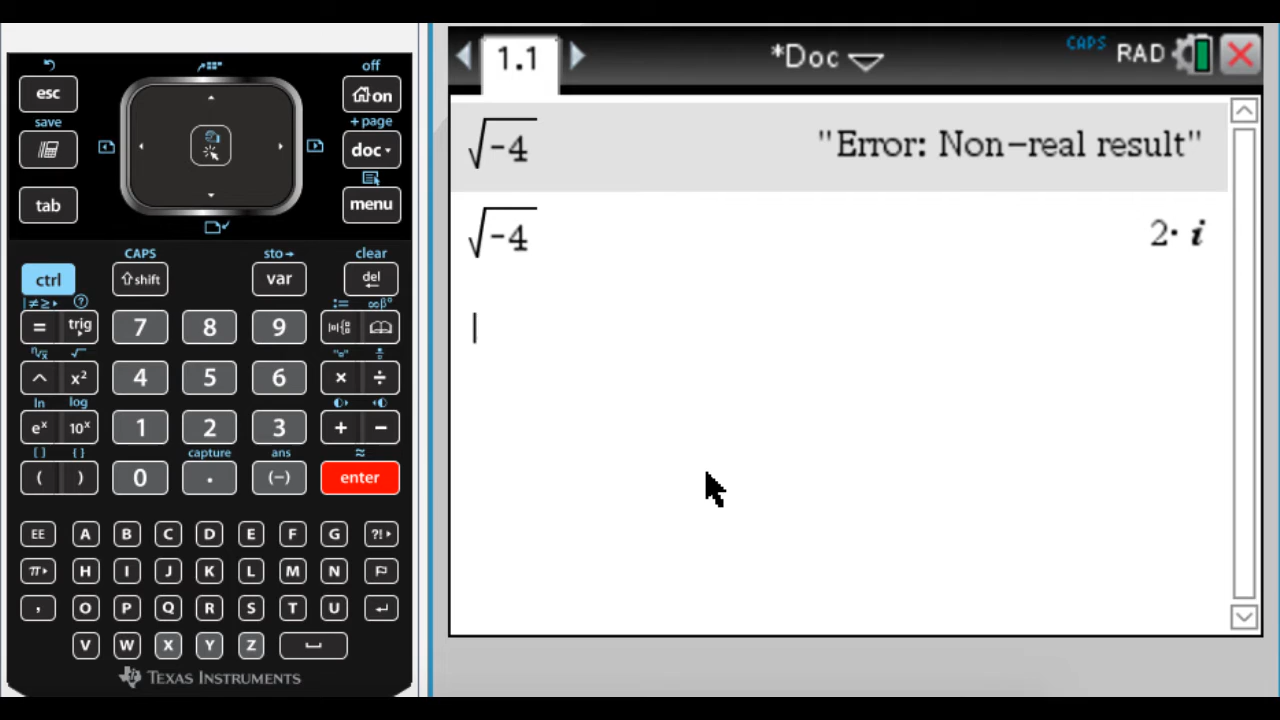 1.1 *Doc CAPS RAD
√-4 "Error: Non-real result"
√-4 2·i
off
esc on
save + page
doc
tab menu
CAPS sto→ clear
ctrl shift var del
|≠≥▸ ? := ∞β°
= trig 7 8 9 |□|{
ⁿ√x √ "≈" ÷
^ x² 4 5 6 × ÷
ln log
eˣ 10ˣ 1 2 3 + −
[ ] { } capture ans ≈
( ) 0 . (−) enter
EE A B C D E F G ?!▸
π▸ H I J K L M N
, O P Q R S T U ↵
V W X Y Z
TEXAS INSTRUMENTS